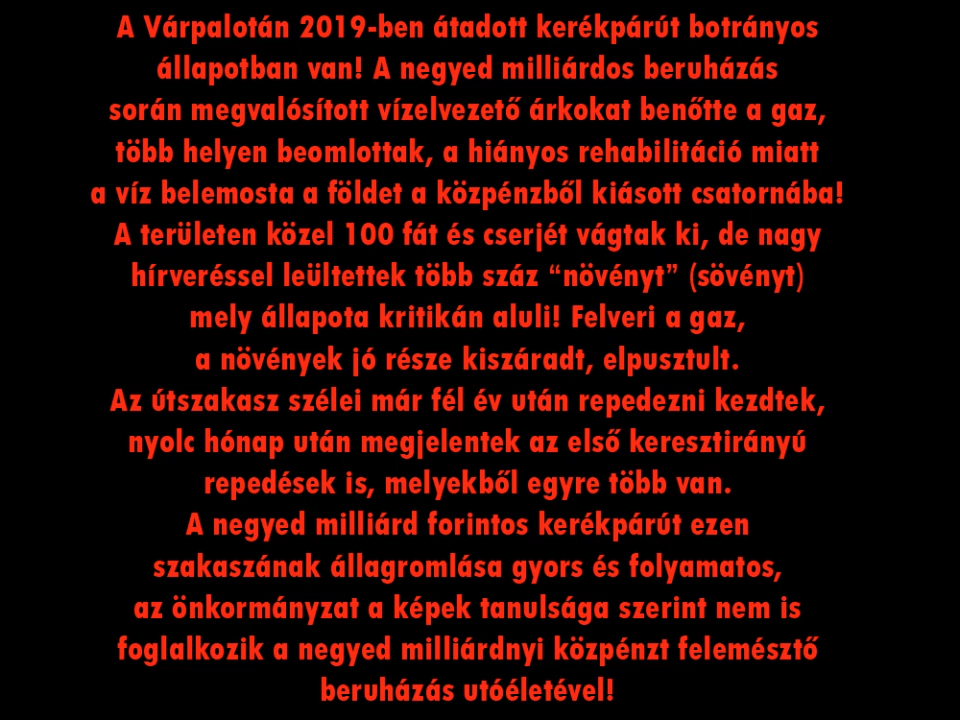 A Várpalotán 2019-ben átadott kerékpárút botrányos
állapotban van! A negyed milliárdos beruházás
során megvalósított vízelvezető árkokat benőtte a gaz,
több helyen beomlottak, a hiányos rehabilitáció miatt
a víz belemosta a földet a közpénzből kiásott csatornába!
A területen közel 100 fát és cserjét vágtak ki, de nagy
hírveréssel leültettek több száz “növényt” (sövényt)
mely állapota kritikán aluli! Felveri a gaz,
a növények jó része kiszáradt, elpusztult.
Az útszakasz szélei már fél év után repedezni kezdtek,
nyolc hónap után megjelentek az első keresztirányú
repedések is, melyekből egyre több van.
A negyed milliárd forintos kerékpárút ezen
szakaszának állagromlása gyors és folyamatos,
az önkormányzat a képek tanulsága szerint nem is
foglalkozik a negyed milliárdnyi közpénzt felemésztő
beruházás utóéletével!